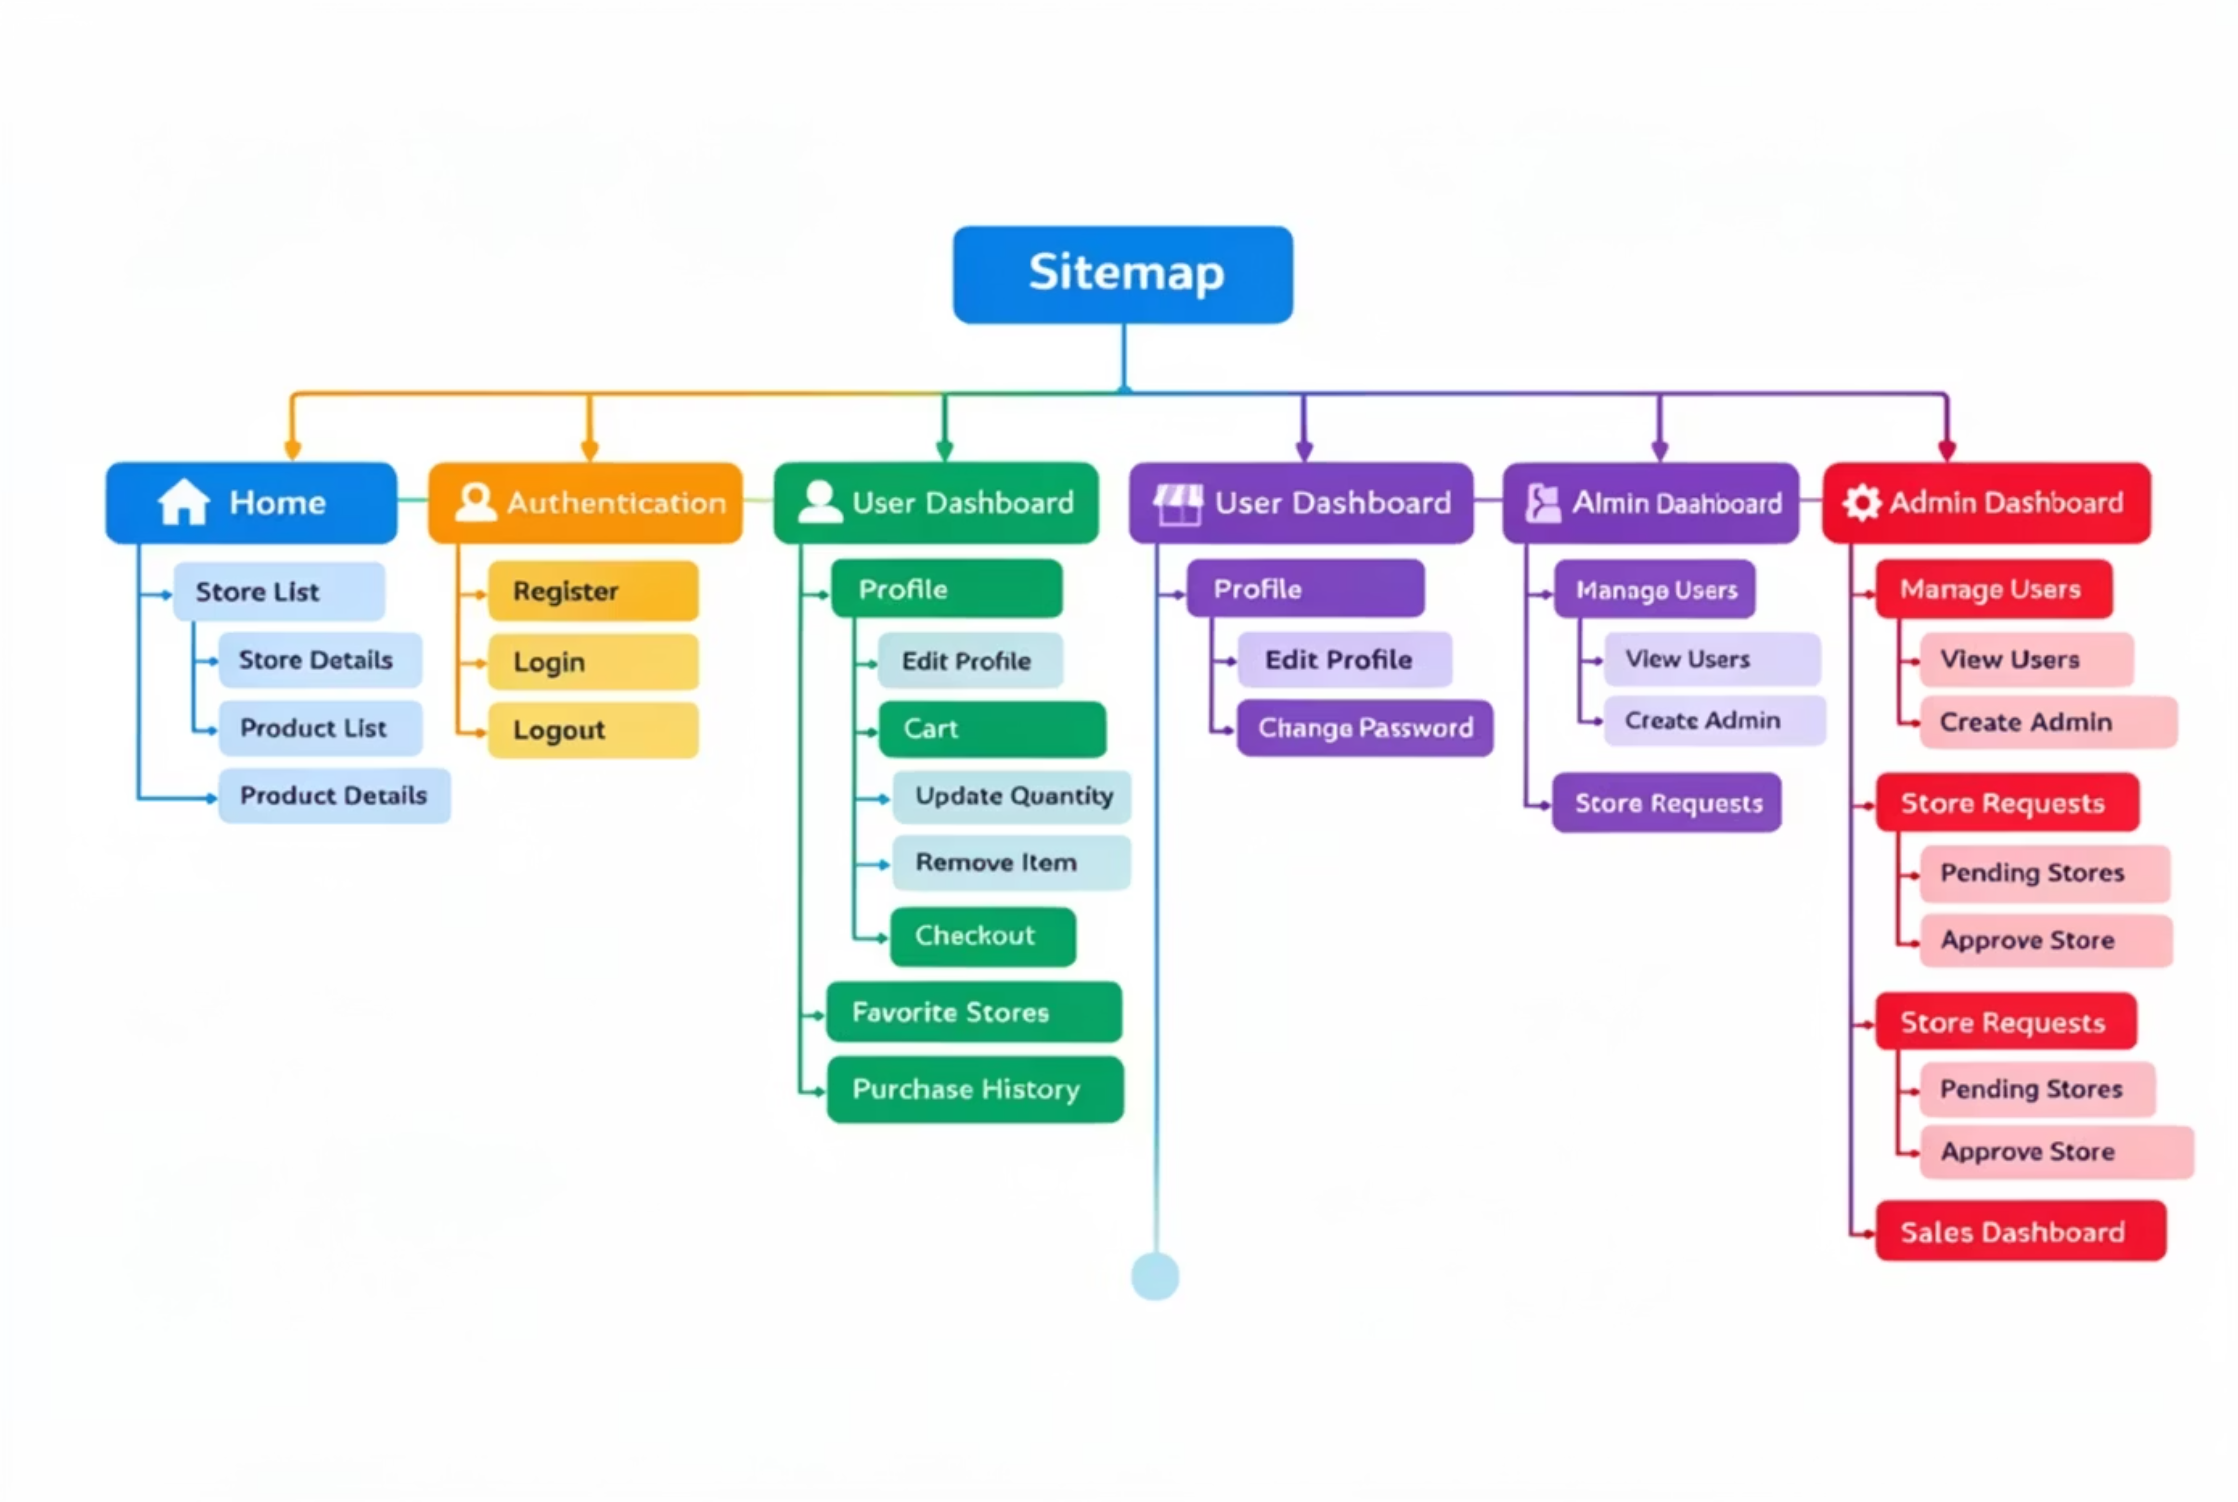 Sitemap
Home
Store List
Store Details
Product List
Product Details
Authentication
Register
Login
Logout
User Dashboard
Profile
Edit Profile
Cart
Update Quantity
Remove Item
Checkout
Favorite Stores
Purchase History
User Dashboard
Profile
Edit Profile
Change Password
Almin Daahboard
Manage Users
View Users
Create Admin
Store Requests
Admin Dashboard
Manage Users
View Users
Create Admin
Store Requests
Pending Stores
Approve Store
Store Requests
Pending Stores
Approve Store
Sales Dashboard